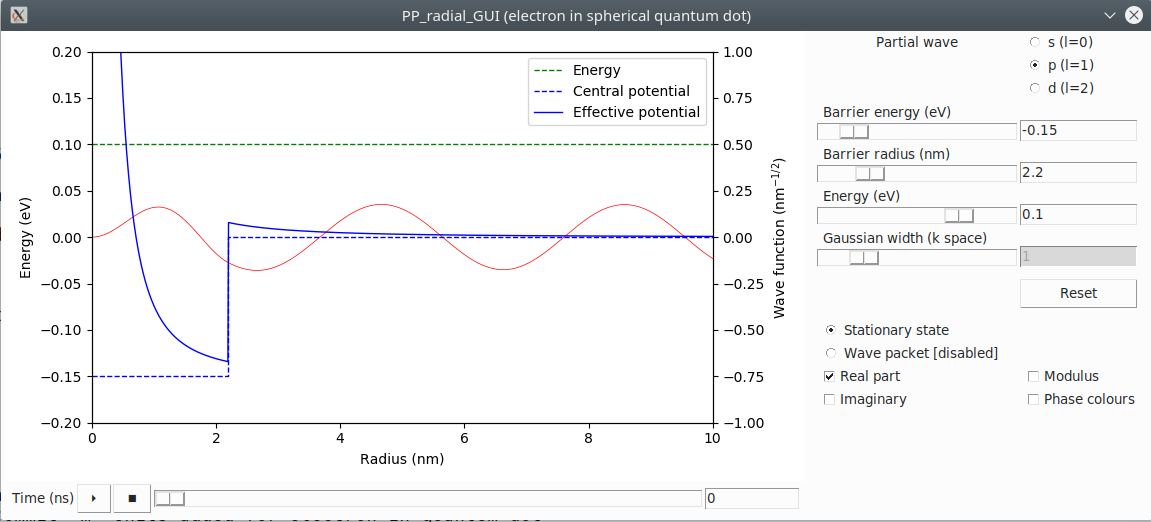 PP_radial_GUI (electron in spherical quantum dot)
0.20
0.15
0.10
0.05
0.00
−0.05
−0.10
−0.15
−0.20
Energy (eV)
0
2
4
6
8
10
Radius (nm)
1.00
0.75
0.50
0.25
0.00
−0.25
−0.50
−0.75
−1.00
Wave function (nm⁻¹/²)
Energy
Central potential
Effective potential
Partial wave
s (l=0)
p (l=1)
d (l=2)
Barrier energy (eV)
-0.15
Barrier radius (nm)
2.2
Energy (eV)
0.1
Gaussian width (k space)
1
Reset
Stationary state
Wave packet [disabled]
Real part
Modulus
Imaginary
Phase colours
Time (ns)
0